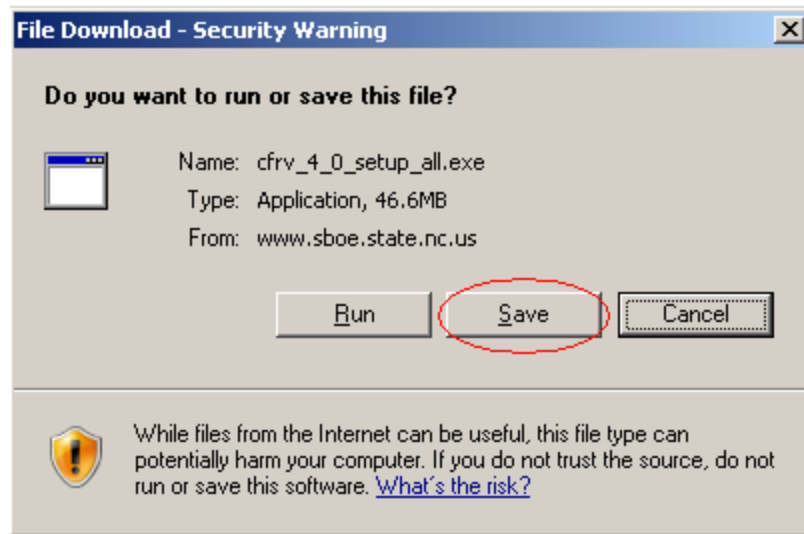 File Download - Security Warning
Do you want to run or save this file?
Name: cfrv_4_0_setup_all.exe
Type: Application, 46.6MB
From: www.sboe.state.nc.us
Run Save Cancel
While files from the Internet can be useful, this file type can
potentially harm your computer. If you do not trust the source, do not
run or save this software. What's the risk?